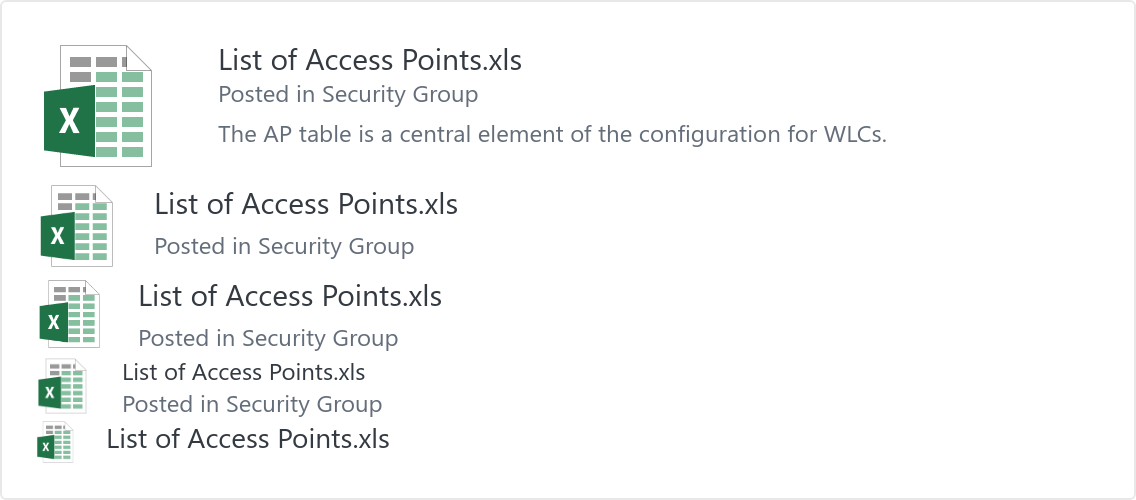 List of Access Points.xls
Posted in Security Group
The AP table is a central element of the configuration for WLCs.
X
List of Access Points.xls
Posted in Security Group
X
List of Access Points.xls
Posted in Security Group
X
List of Access Points.xls
Posted in Security Group
X
List of Access Points.xls
X